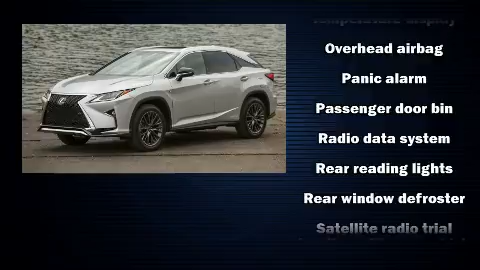 Overhead airbag
Panic alarm
Passenger door bin
Radio data system
Rear reading lights
Rear window defroster
Satellite radio trial